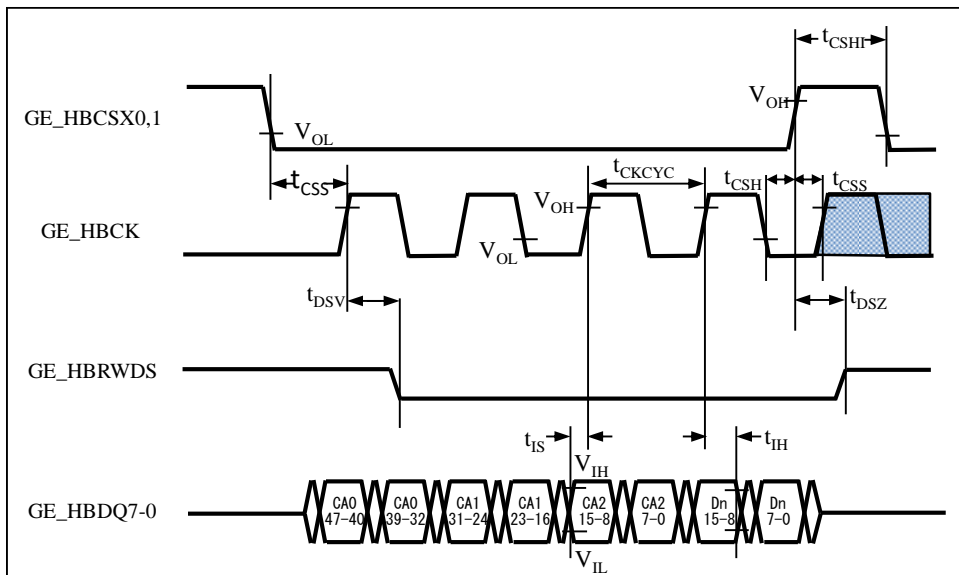 tCSHI
GE_HBCSX0,1
VOH
VOL
tCSS
tCKCYC
tCSH
tCSS
GE_HBCK
VOH
VOL
tDSV
tDSZ
GE_HBRWDS
tIS
tIH
VIH
GE_HBDQ7-0
CA0 CA0 CA1 CA1 CA2 CA2 Dn Dn
47-40 39-32 31-24 23-16 15-8 7-0 15-8 7-0
VIL